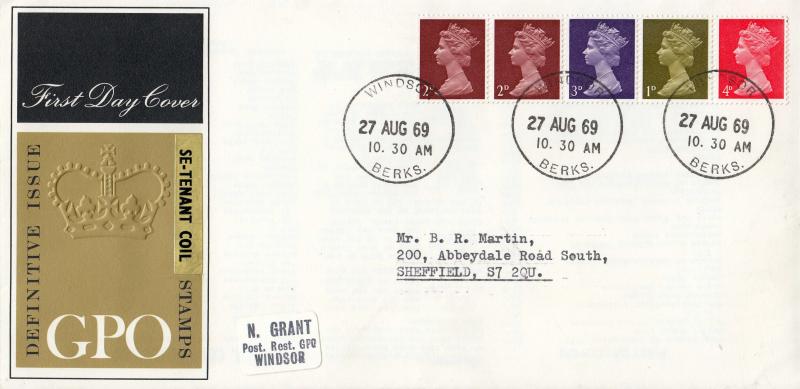 First Day Cover
DEFINITIVE ISSUE
SE-TENANT COIL
STAMPS
GPO
2D
2D
3D
1D
4D
WINDSOR
27 AUG 69
10. 30 AM
BERKS.
WINDSOR
27 AUG 69
10. 30 AM
BERKS.
WINDSOR
27 AUG 69
10. 30 AM
BERKS.
Mr. B. R. Martin,
200, Abbeydale Road South,
SHEFFIELD, S7 2QU.
N. GRANT
Post. Rest. GPO
WINDSOR